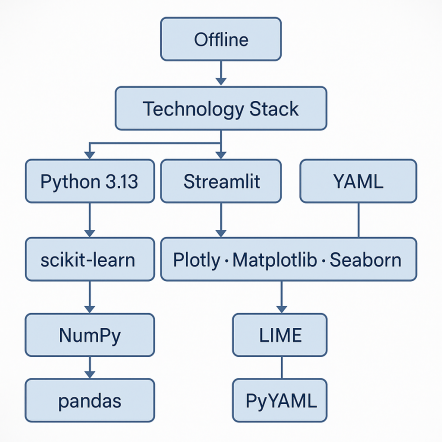 Offline
Technology Stack
Python 3.13
Streamlit
YAML
scikit-learn
Plotly · Matplotlib · Seaborn
NumPy
LIME
pandas
PyYAML